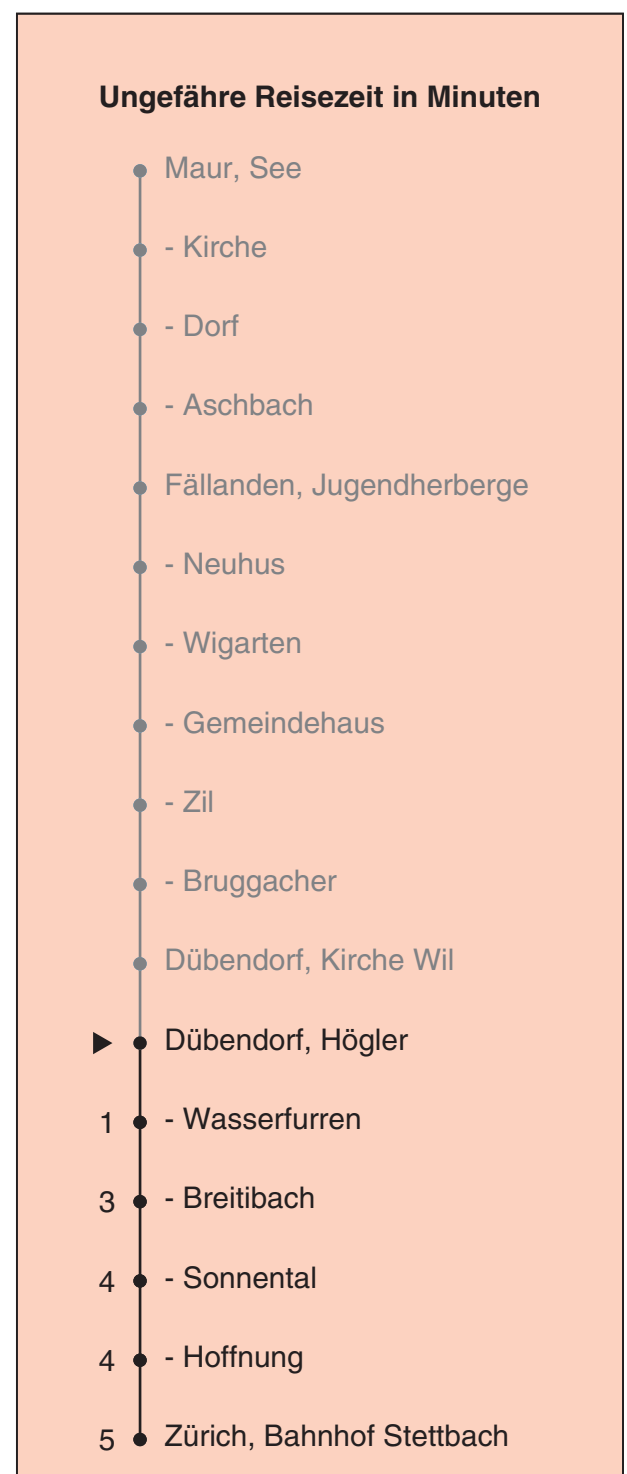 Ungefähre Reisezeit in Minuten
Maur, See
- Kirche
- Dorf
- Aschbach
Fällanden, Jugendherberge
- Neuhus
- Wigarten
- Gemeindehaus
- Zil
- Bruggacher
Dübendorf, Kirche Wil
Dübendorf, Högler
1 - Wasserfurren
3 - Breitibach
4 - Sonnental
4 - Hoffnung
5 Zürich, Bahnhof Stettbach